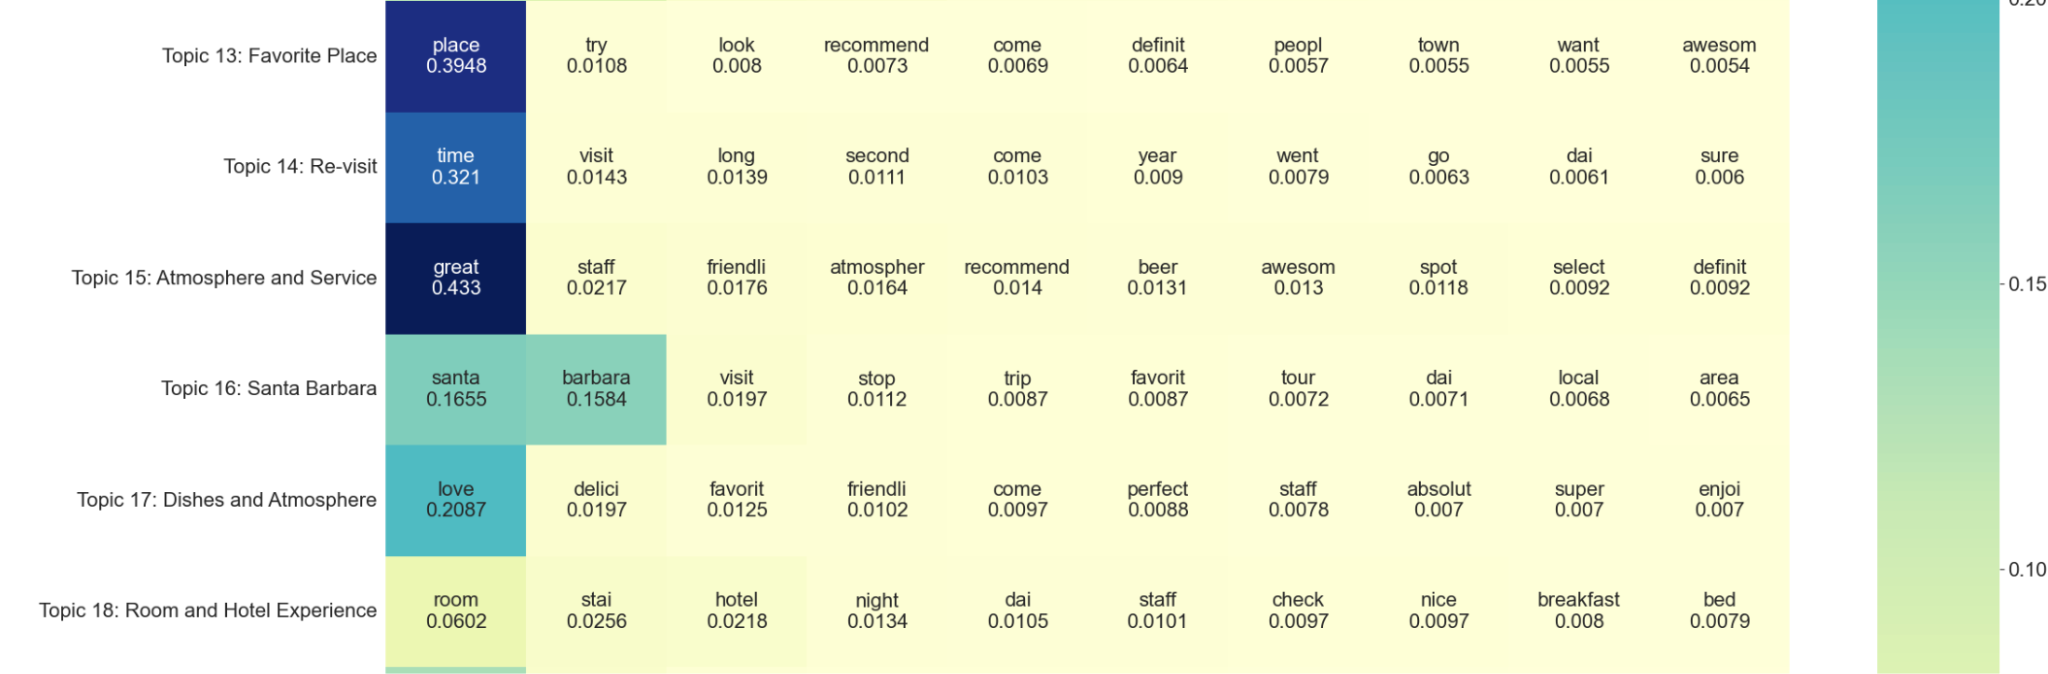 0.20
place try look recommend come definit peopl town want awesom
Topic 13: Favorite Place
0.3948 0.0108 0.008 0.0073 0.0069 0.0064 0.0057 0.0055 0.0055 0.0054
time visit long second come year went go dai sure
Topic 14: Re-visit
0.321 0.0143 0.0139 0.0111 0.0103 0.009 0.0079 0.0063 0.0061 0.006
great staff friendli atmospher recommend beer awesom spot select definit
Topic 15: Atmosphere and Service
0.433 0.0217 0.0176 0.0164 0.014 0.0131 0.013 0.0118 0.0092 0.0092
0.15
santa barbara visit stop trip favorit tour dai local area
Topic 16: Santa Barbara
0.1655 0.1584 0.0197 0.0112 0.0087 0.0087 0.0072 0.0071 0.0068 0.0065
love delici favorit friendli come perfect staff absolut super enjoi
Topic 17: Dishes and Atmosphere
0.2087 0.0197 0.0125 0.0102 0.0097 0.0088 0.0078 0.007 0.007 0.007
0.10
room stai hotel night dai staff check nice breakfast bed
Topic 18: Room and Hotel Experience
0.0602 0.0256 0.0218 0.0134 0.0105 0.0101 0.0097 0.0097 0.008 0.0079